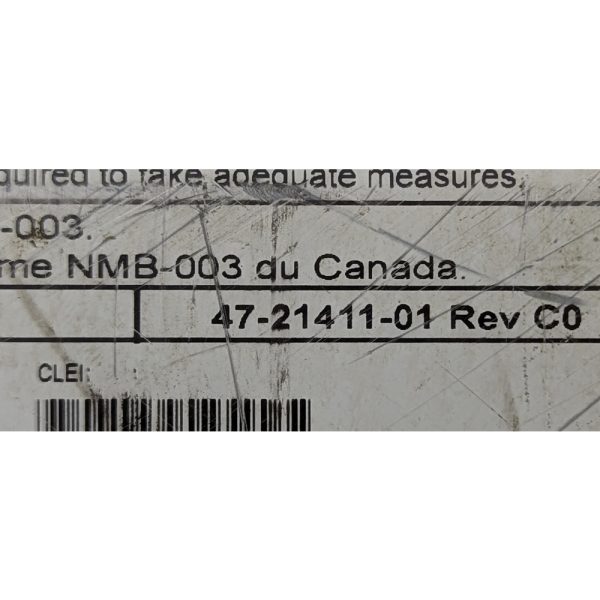 quired to take adequate measures.
-003.
me NMB-003 du Canada.
47-21411-01 Rev C0
CLEI: